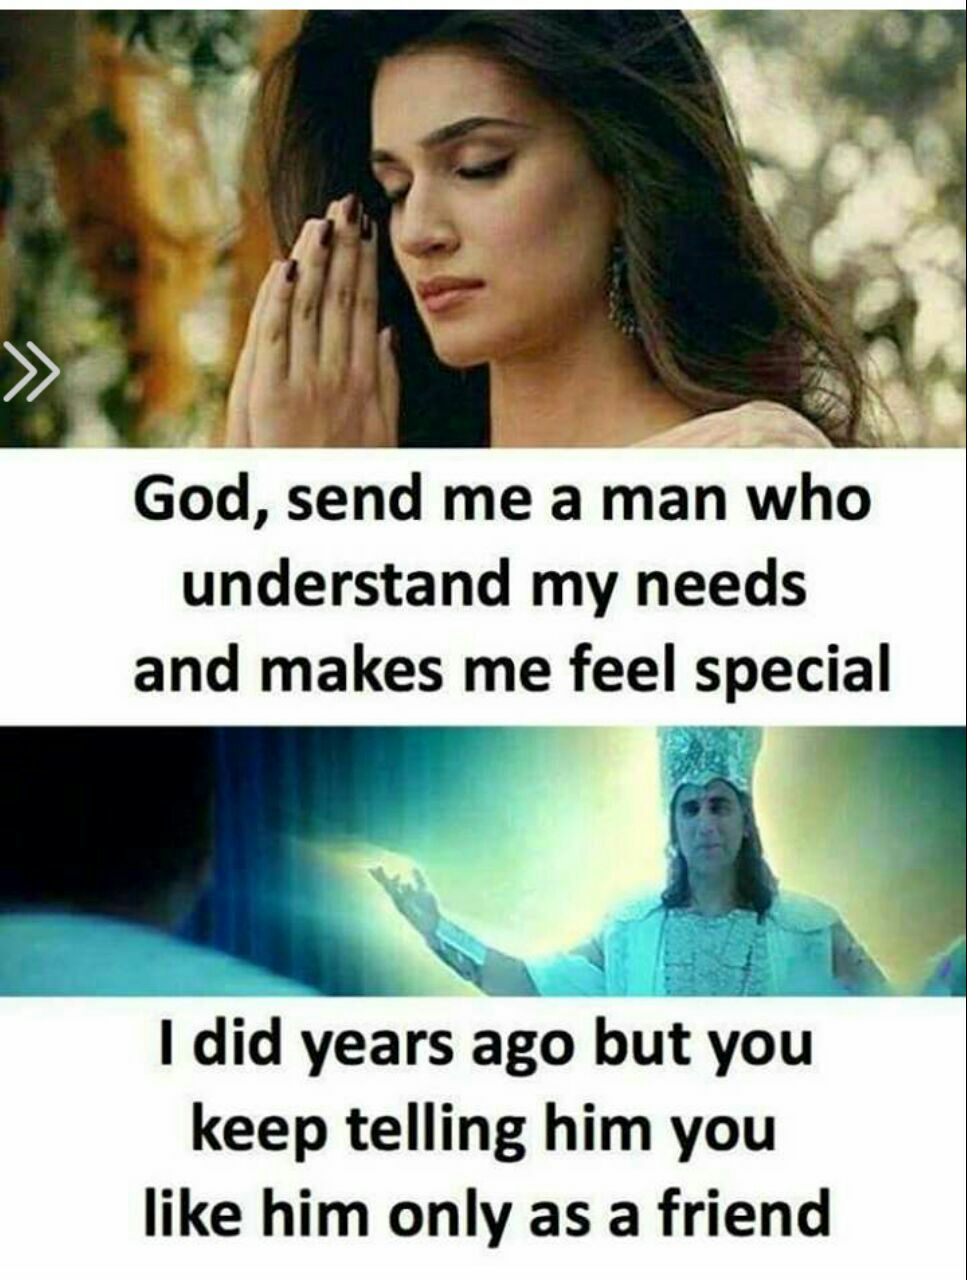 God, send me a man who
understand my needs
and makes me feel special
I did years ago but you
keep telling him you
like him only as a friend